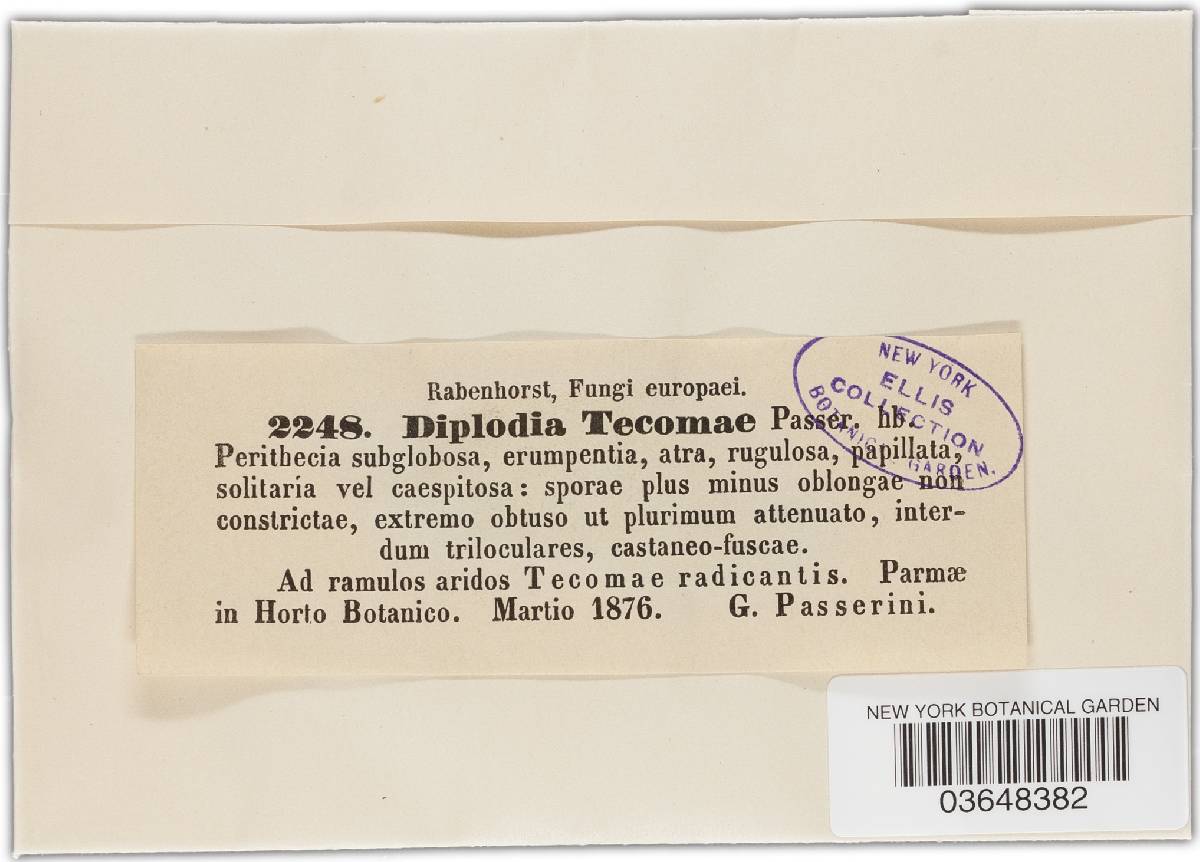 Rabenhorst, Fungi europaei.
2248. Diplodia Tecomae Passer. hb.
Perithecia subglobosa, erumpentia, atra, rugulosa, papillata,
solitaria vel caespitosa: sporae plus minus oblongae non
constrictae, extremo obtuso ut plurimum attenuato, inter-
dum triloculares, castaneo-fuscae.
Ad ramulos aridos Tecomae radicantis. Parmæ
in Horto Botanico. Martio 1876. G. Passerini.
NEW YORK
ELLIS
COLLECTION
BOTANICAL GARDEN.
NEW YORK BOTANICAL GARDEN
03648382